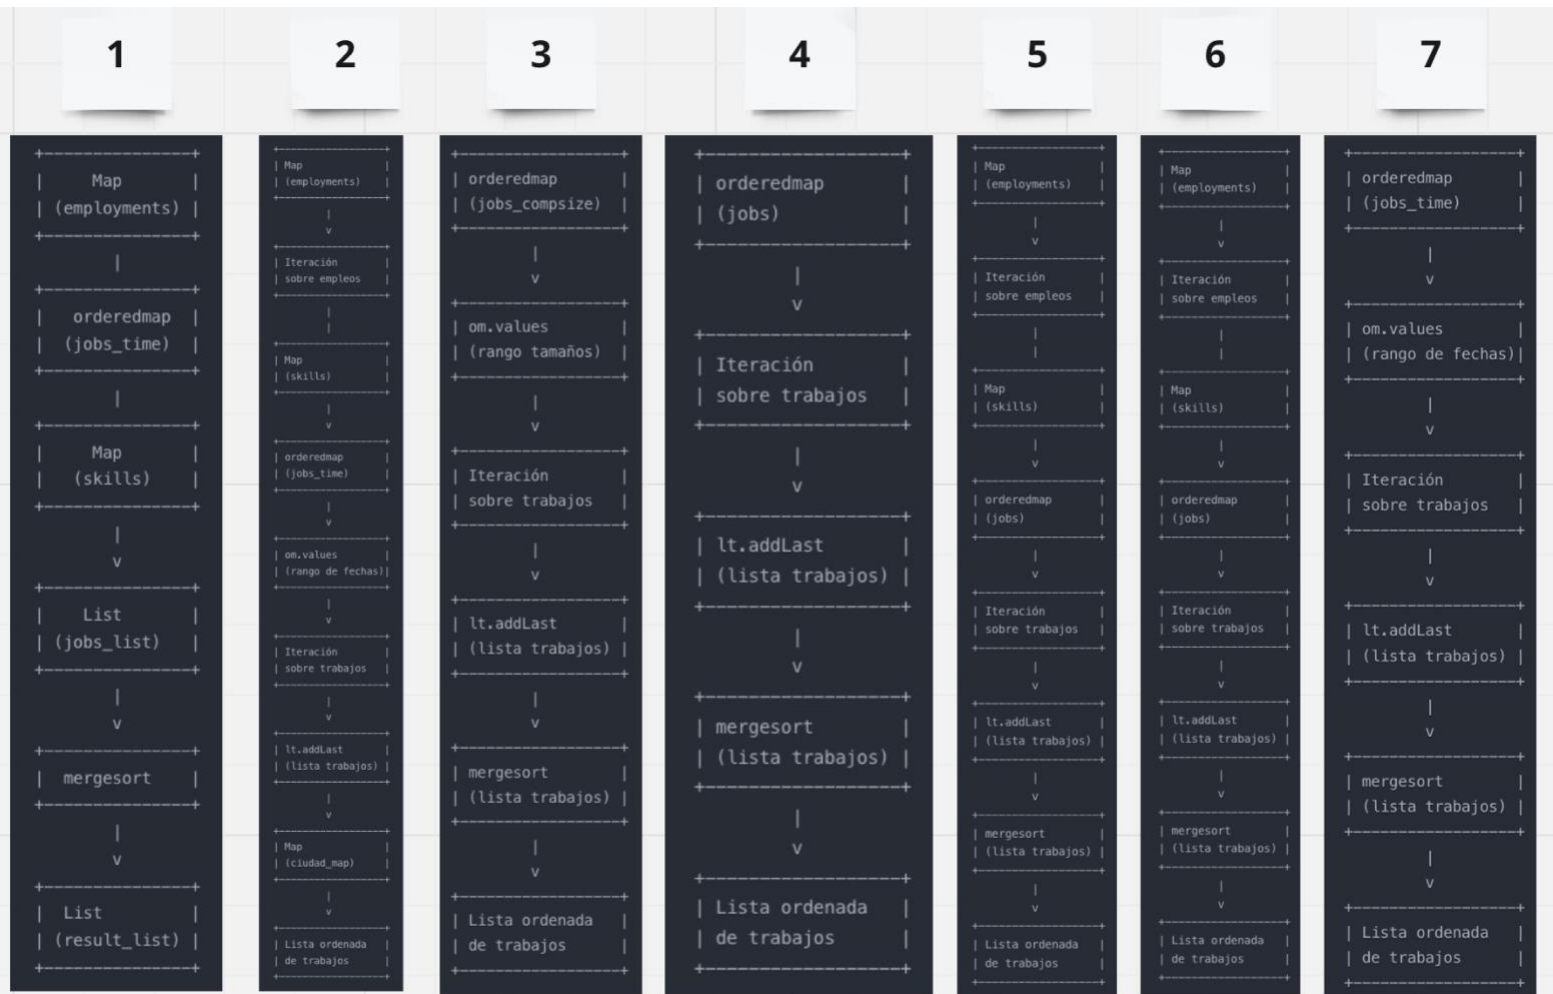 1
2
3
4
5
6
7
Map
(employments)
orderedmap
(jobs_time)
Map
(skills)
List
(jobs_list)
mergesort
List
(result_list)
Map
(employments)
Iteración
sobre empleos
Map
(skills)
orderedmap
(jobs_time)
om.values
(rango de fechas)
Iteración
sobre trabajos
lt.addLast
(lista trabajos)
Map
(ciudad_map)
Lista ordenada
de trabajos
orderedmap
(jobs_compsize)
om.values
(rango tamaños)
Iteración
sobre trabajos
lt.addLast
(lista trabajos)
mergesort
(lista trabajos)
Lista ordenada
de trabajos
orderedmap
(jobs)
Iteración
sobre trabajos
lt.addLast
(lista trabajos)
mergesort
(lista trabajos)
Lista ordenada
de trabajos
Map
(employments)
Iteración
sobre empleos
Map
(skills)
orderedmap
(jobs)
Iteración
sobre trabajos
lt.addLast
(lista trabajos)
mergesort
(lista trabajos)
Lista ordenada
de trabajos
Map
(employments)
Iteración
sobre empleos
Map
(skills)
orderedmap
(jobs)
Iteración
sobre trabajos
lt.addLast
(lista trabajos)
mergesort
(lista trabajos)
Lista ordenada
de trabajos
orderedmap
(jobs_time)
om.values
(rango de fechas)
Iteración
sobre trabajos
lt.addLast
(lista trabajos)
mergesort
(lista trabajos)
Lista ordenada
de trabajos